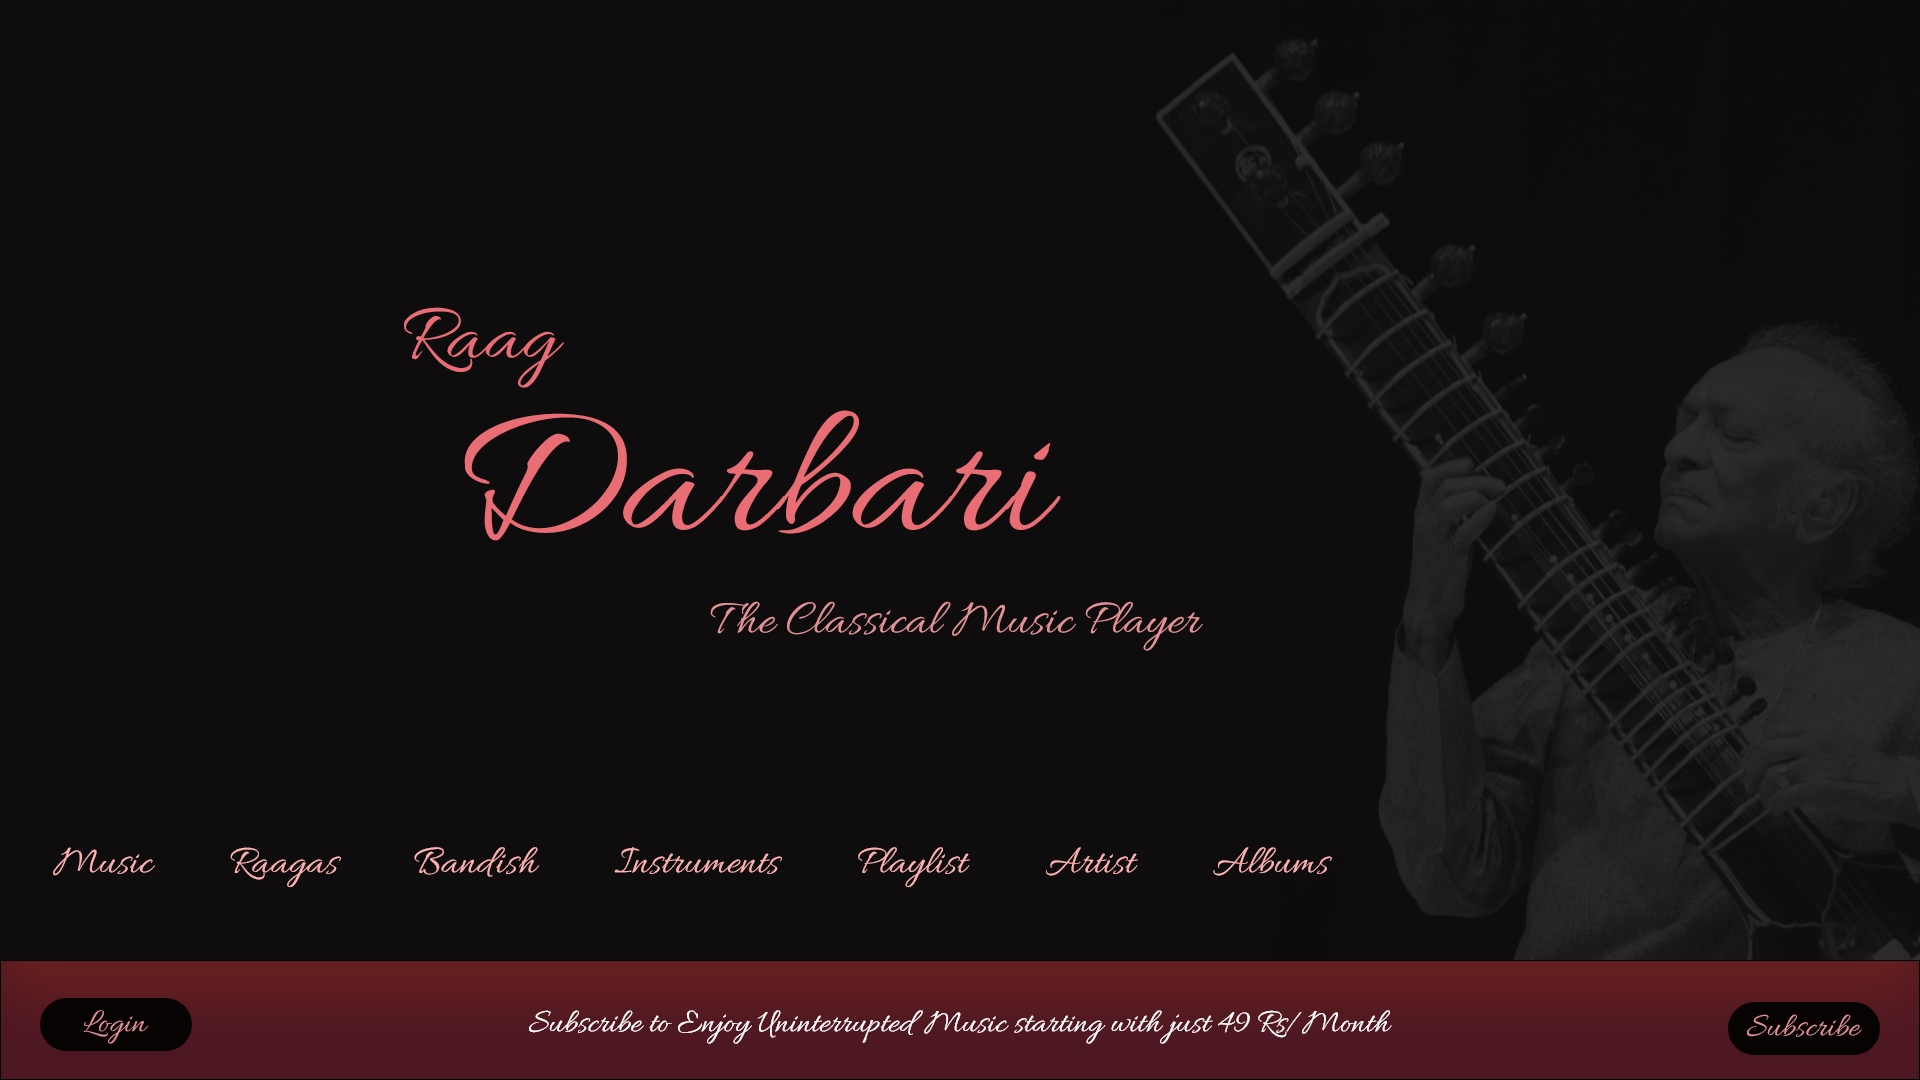 Raag
Darbari
The Classical Music Player
Music Raagas Bandish Instruments Playlist Artist Albums
Login Subscribe to Enjoy Uninterrupted Music starting with just 49 Rs/Month Subscribe